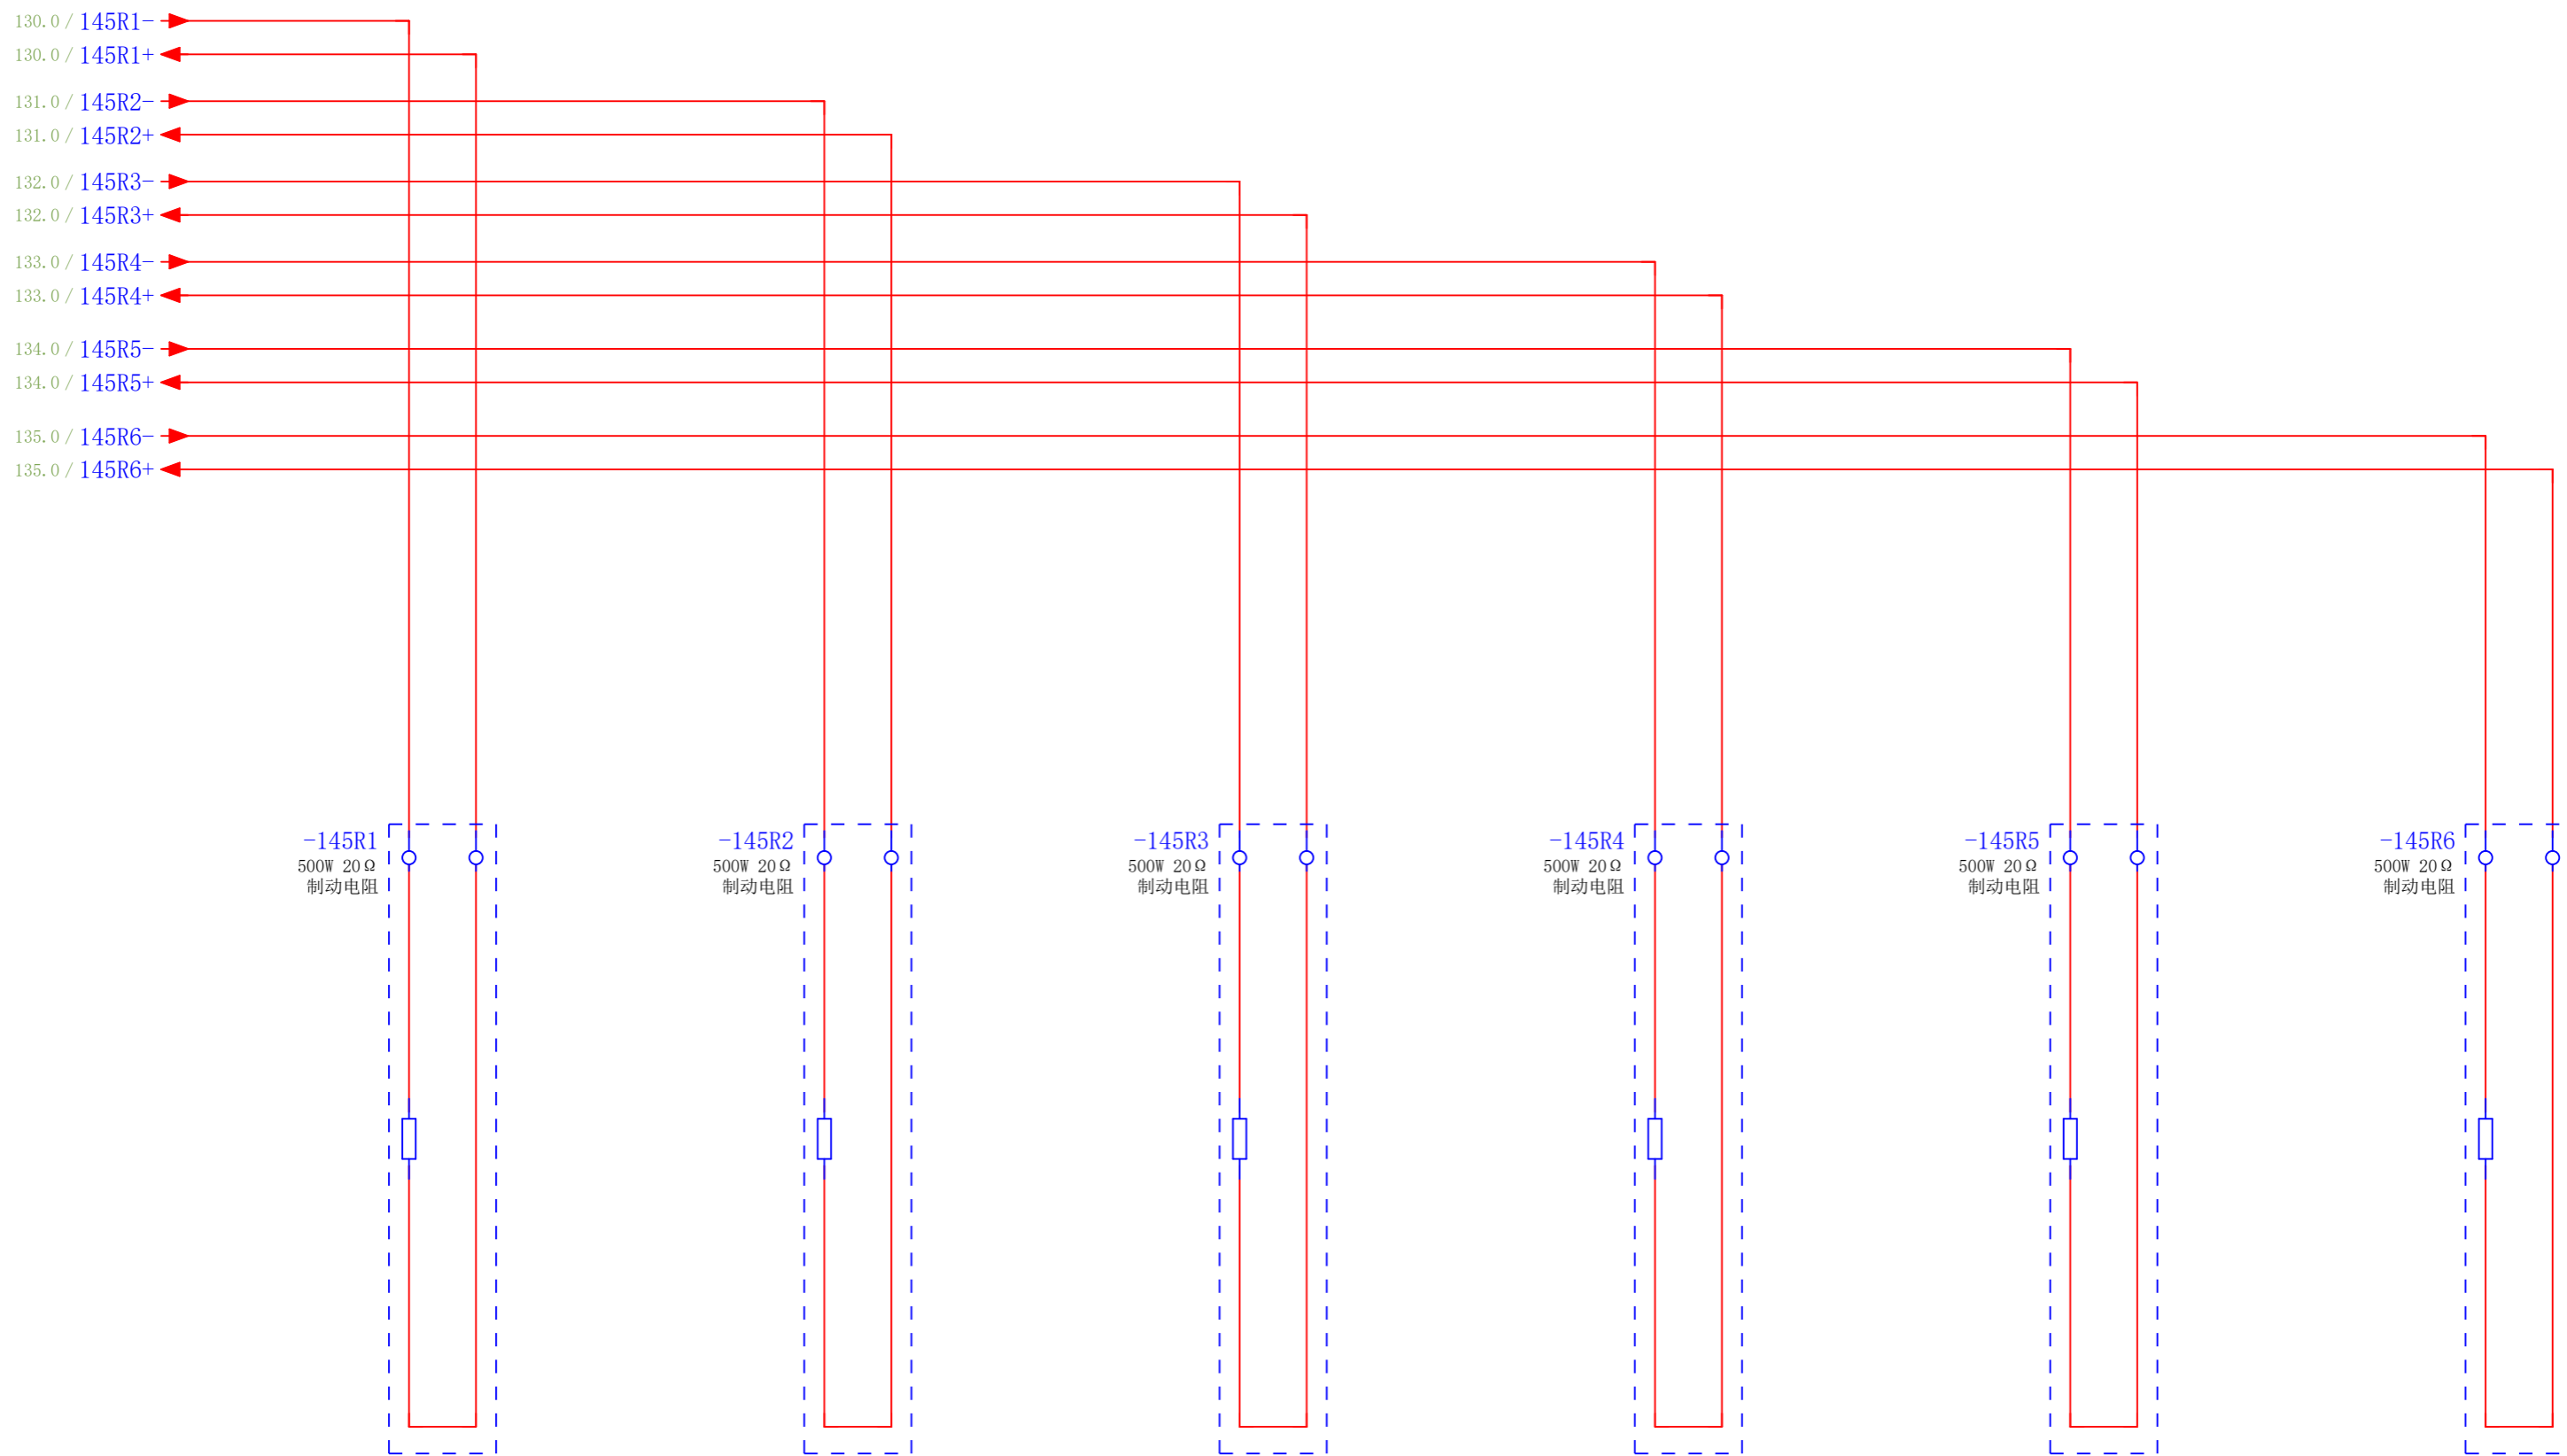 130.0 / 145R1-
130.0 / 145R1+
131.0 / 145R2-
131.0 / 145R2+
132.0 / 145R3-
132.0 / 145R3+
133.0 / 145R4-
133.0 / 145R4+
134.0 / 145R5-
134.0 / 145R5+
135.0 / 145R6-
135.0 / 145R6+
-145R1
500W 20Ω
制动电阻
-145R2
500W 20Ω
制动电阻
-145R3
500W 20Ω
制动电阻
-145R4
500W 20Ω
制动电阻
-145R5
500W 20Ω
制动电阻
-145R6
500W 20Ω
制动电阻